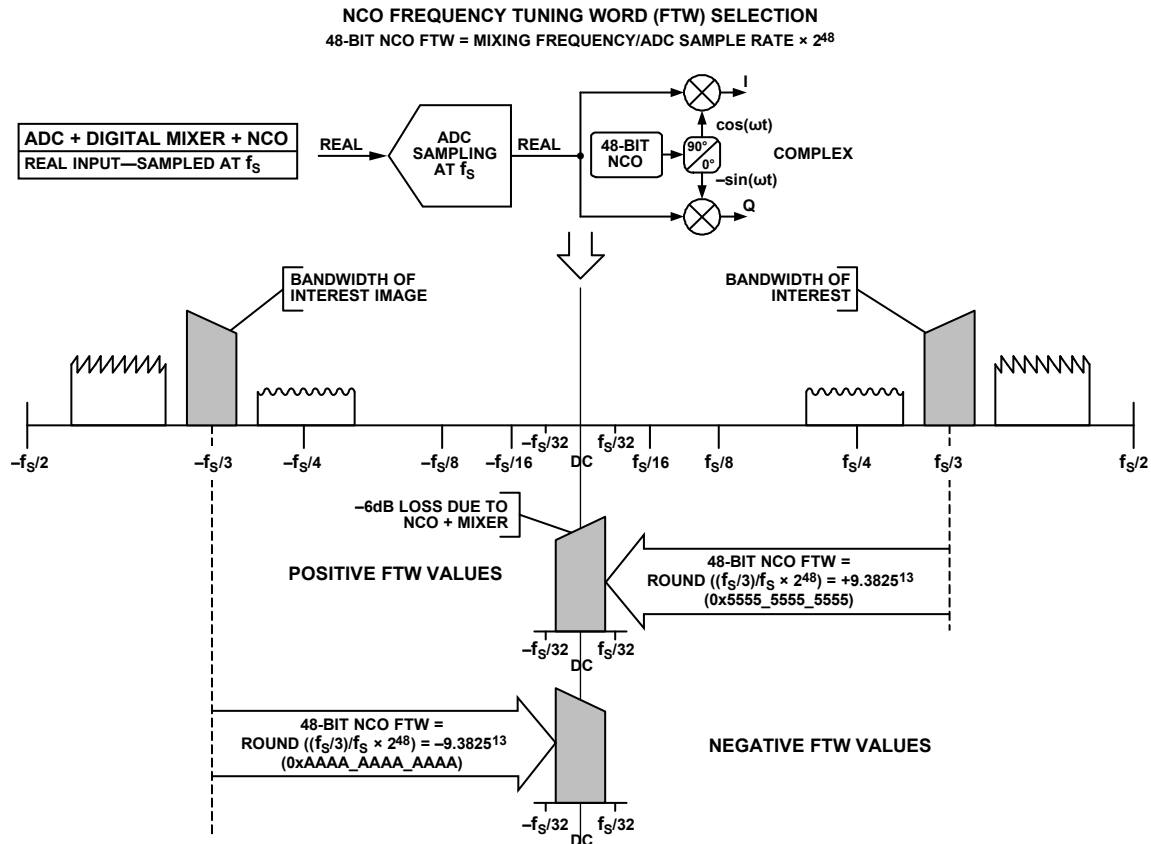 NCO FREQUENCY TUNING WORD (FTW) SELECTION
48-BIT NCO FTW = MIXING FREQUENCY/ADC SAMPLE RATE × 2⁴⁸
ADC + DIGITAL MIXER + NCO
REAL INPUT—SAMPLED AT fS
REAL
ADC
SAMPLING
AT fS
REAL
48-BIT
NCO
90°
0°
I
cos(ωt)
COMPLEX
–sin(ωt)
Q
BANDWIDTH OF
INTEREST IMAGE
BANDWIDTH OF
INTEREST
–fS/2
–fS/3
–fS/4
–fS/8
–fS/16
–fS/32
DC
fS/32
fS/16
fS/8
fS/4
fS/3
fS/2
–6dB LOSS DUE TO
NCO + MIXER
POSITIVE FTW VALUES
48-BIT NCO FTW =
ROUND ((fS/3)/fS × 2⁴⁸) = +9.3825¹³
(0x5555_5555_5555)
–fS/32
DC
fS/32
48-BIT NCO FTW =
ROUND ((fS/3)/fS × 2⁴⁸) = –9.3825¹³
(0xAAAA_AAAA_AAAA)
NEGATIVE FTW VALUES
–fS/32
DC
fS/32